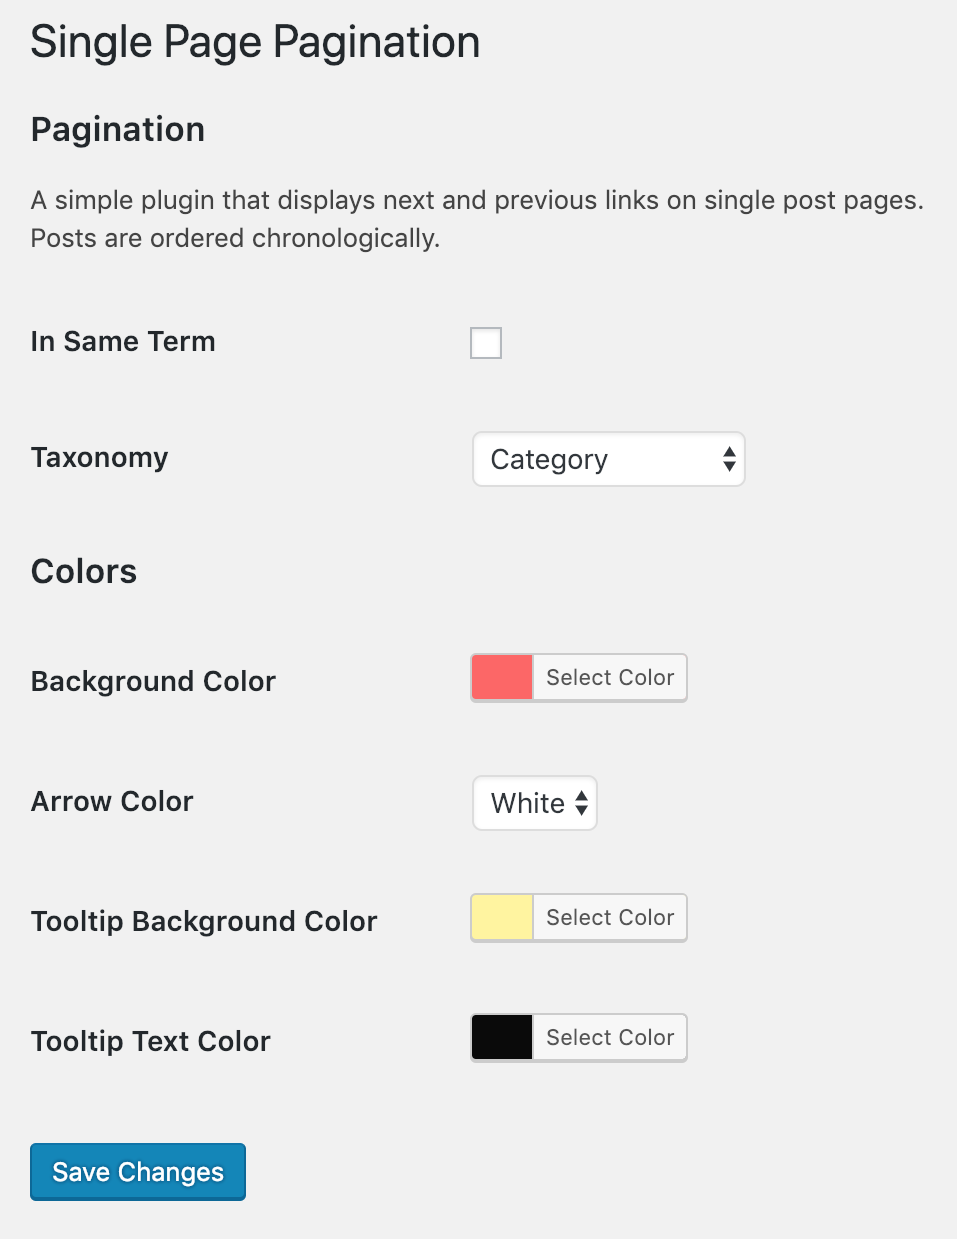 Single Page Pagination
Pagination
A simple plugin that displays next and previous links on single post pages.
Posts are ordered chronologically.
In Same Term
Taxonomy
Category
Colors
Background Color
Select Color
Arrow Color
White
Tooltip Background Color
Select Color
Tooltip Text Color
Select Color
Save Changes